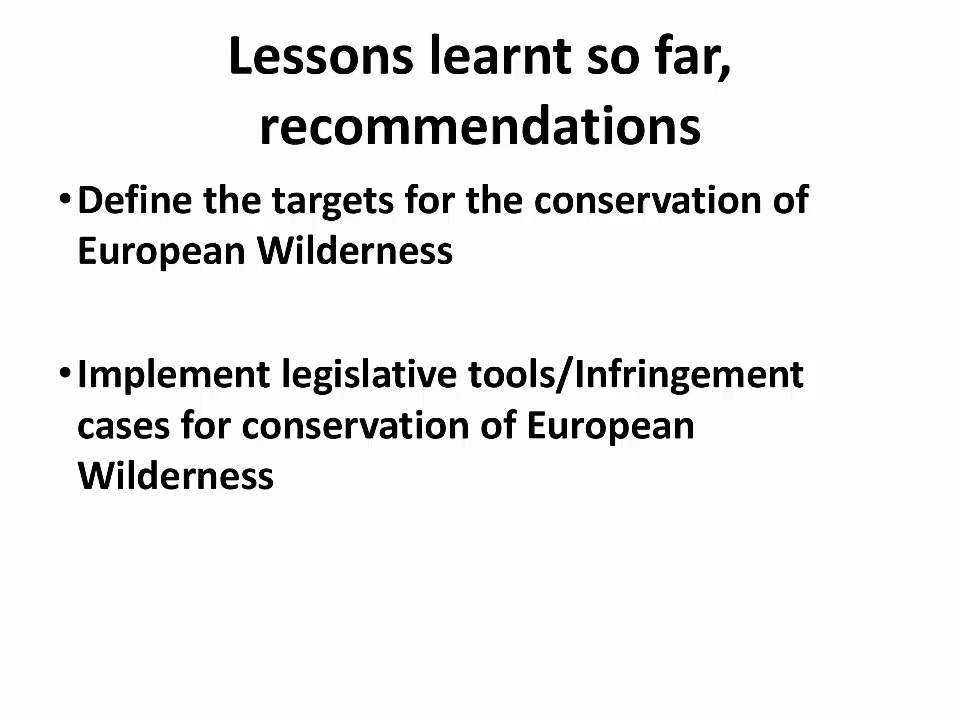 Lessons learnt so far,
recommendations
•Define the targets for the conservation of
European Wilderness
•Implement legislative tools/Infringement
cases for conservation of European
Wilderness